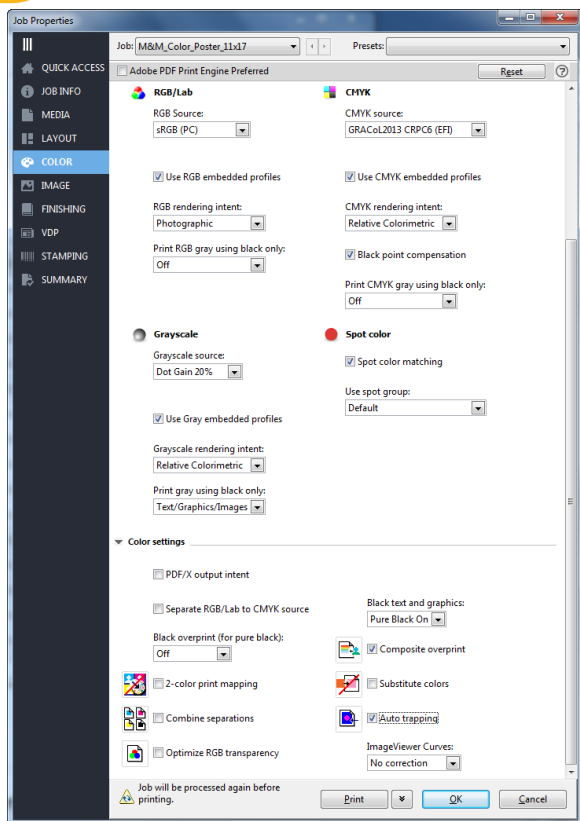 Job Properties
Job: M&M_Color_Poster_11x17 Presets:
QUICK ACCESS
JOB INFO
MEDIA
LAYOUT
COLOR
IMAGE
FINISHING
VDP
STAMPING
SUMMARY
Adobe PDF Print Engine Preferred Reset ?
RGB/Lab
RGB Source:
sRGB (PC)
Use RGB embedded profiles
RGB rendering intent:
Photographic
Print RGB gray using black only:
Off
CMYK
CMYK source:
GRACoL2013 CRPC6 (EFI)
Use CMYK embedded profiles
CMYK rendering intent:
Relative Colorimetric
Black point compensation
Print CMYK gray using black only:
Off
Grayscale
Grayscale source:
Dot Gain 20%
Use Gray embedded profiles
Grayscale rendering intent:
Relative Colorimetric
Print gray using black only:
Text/Graphics/Images
Spot color
Spot color matching
Use spot group:
Default
Color settings
PDF/X output intent
Separate RGB/Lab to CMYK source
Black overprint (for pure black):
Off
2-color print mapping
Combine separations
Optimize RGB transparency
Black text and graphics:
Pure Black On
Composite overprint
Substitute colors
Auto trapping
ImageViewer Curves:
No correction
Job will be processed again before
printing.
Print OK Cancel